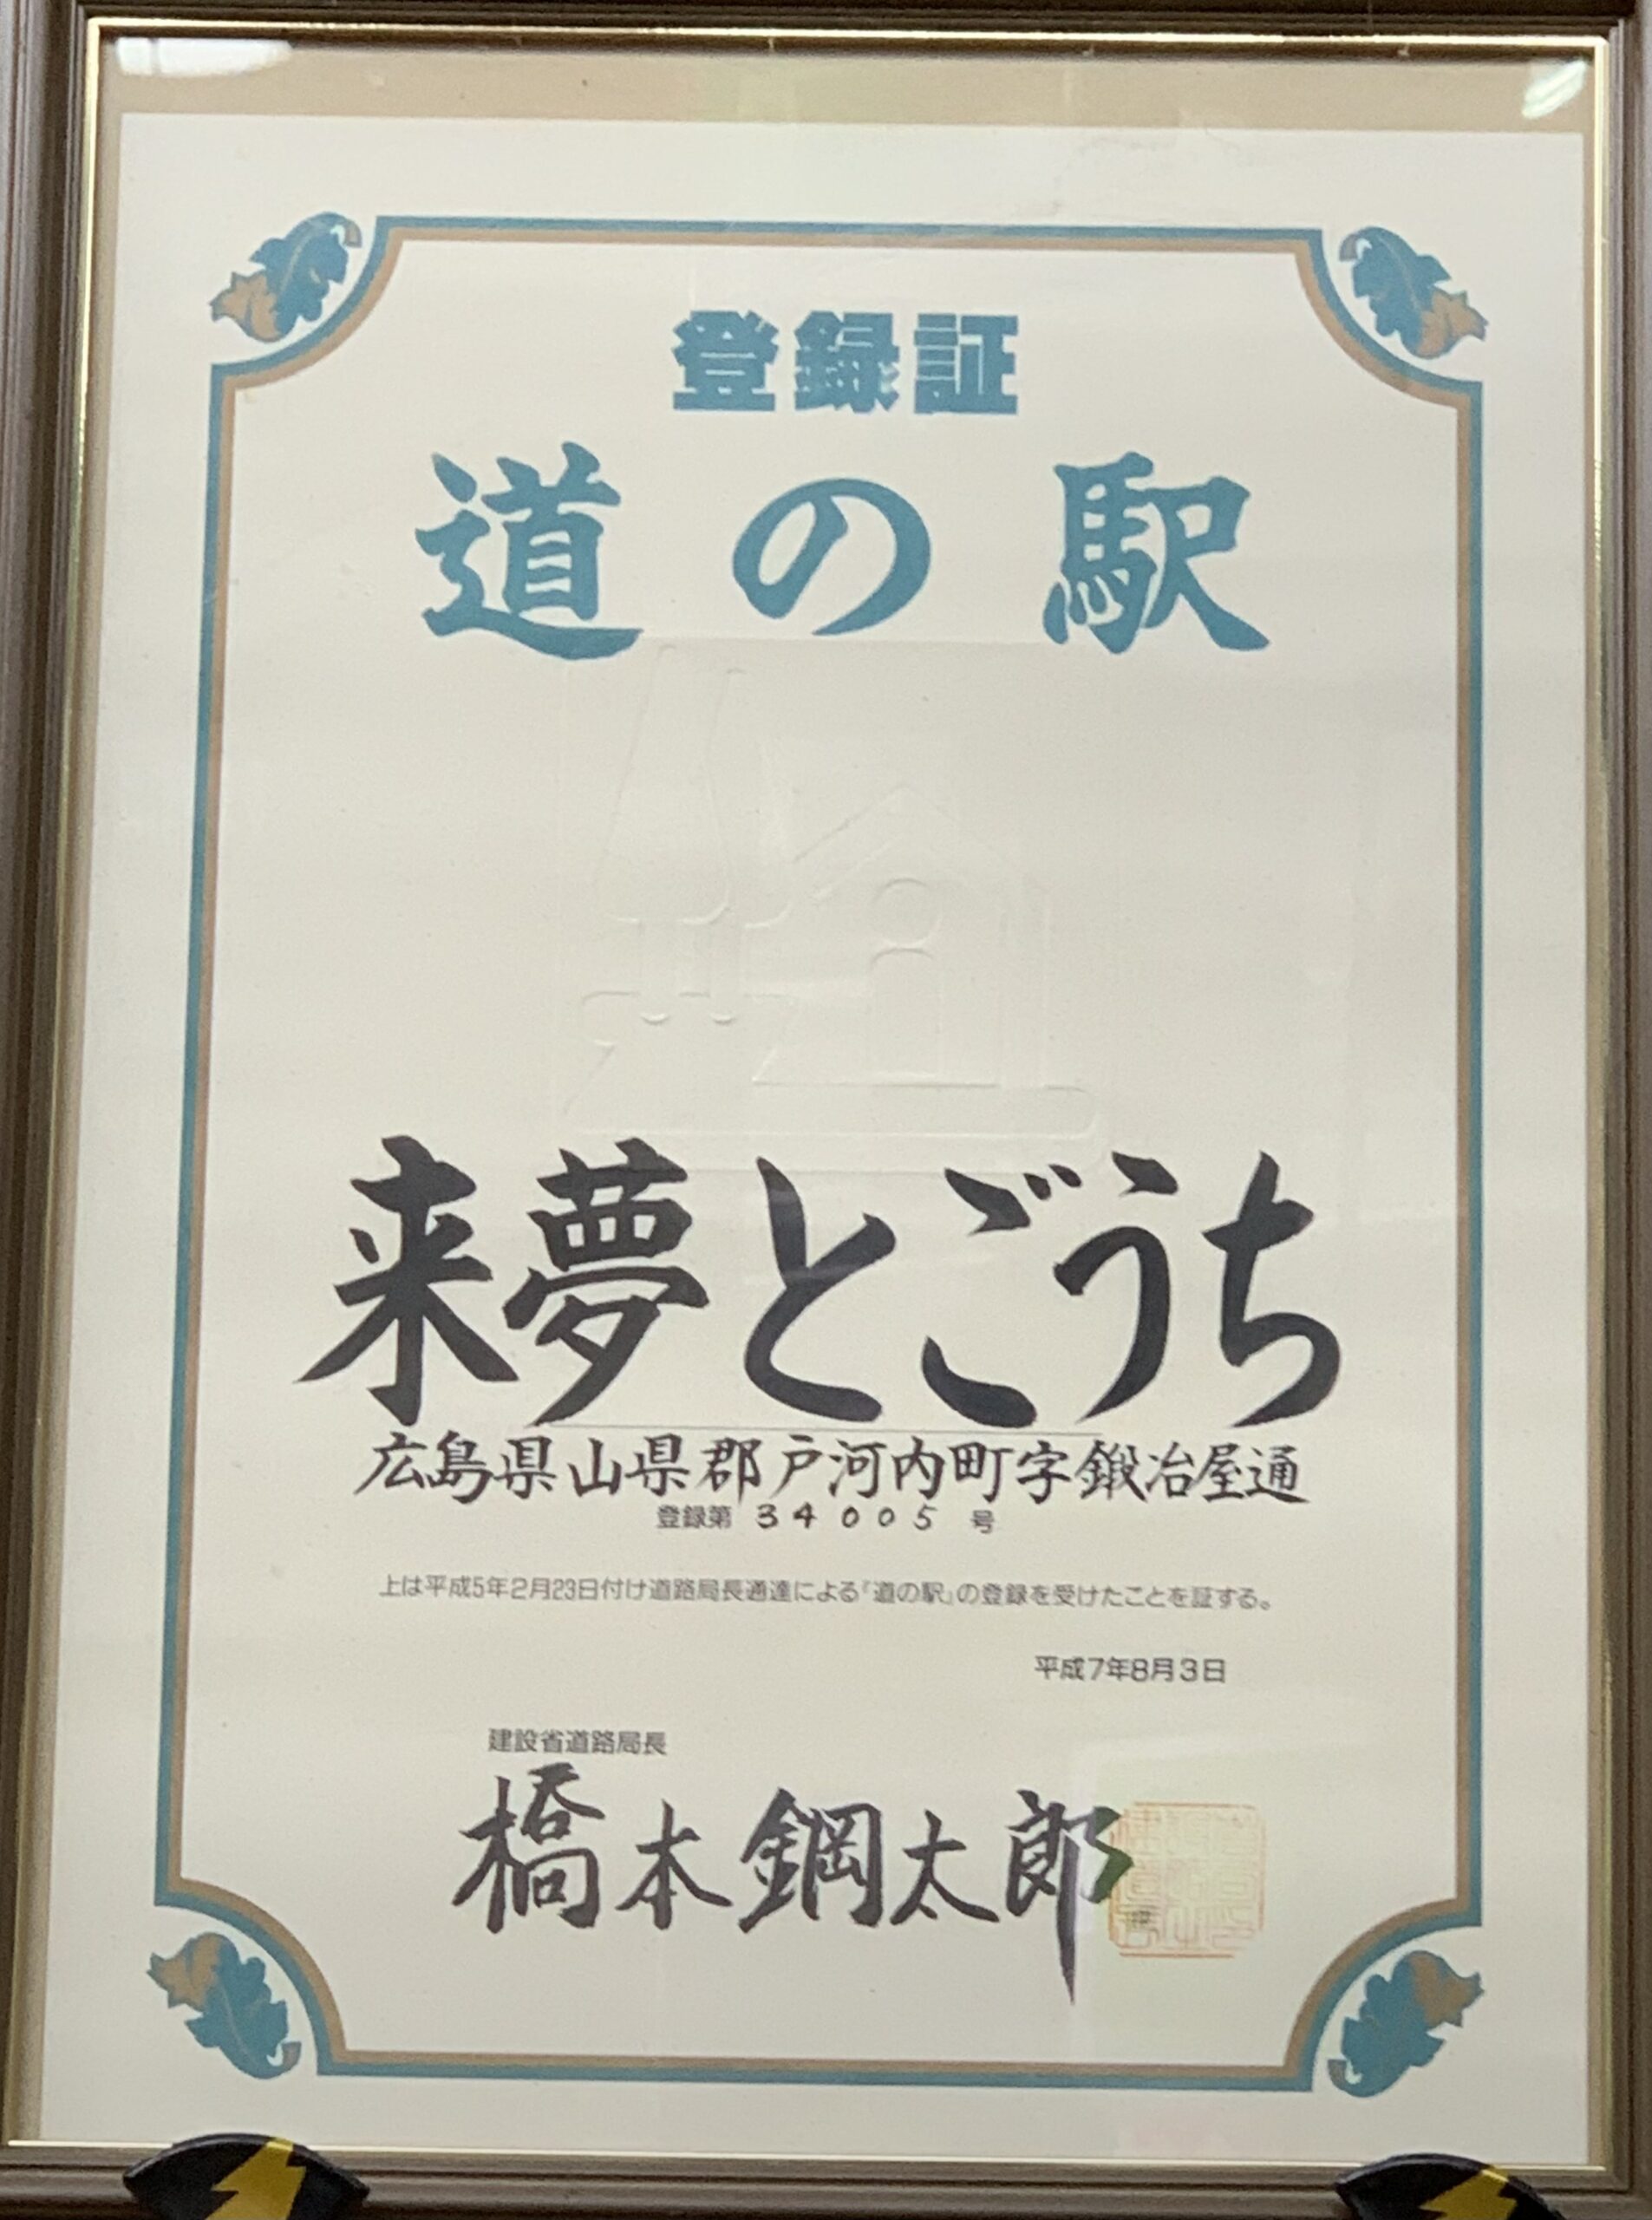 登録証
道の駅
来夢とごうち
広島県山県郡戸河内町字鍛冶屋通
登録第 34005 号
上は平成5年2月23日付け道路局長通達による「道の駅」の登録を受けたことを証する。
平成7年8月3日
建設省道路局長
橋本鋼太郎